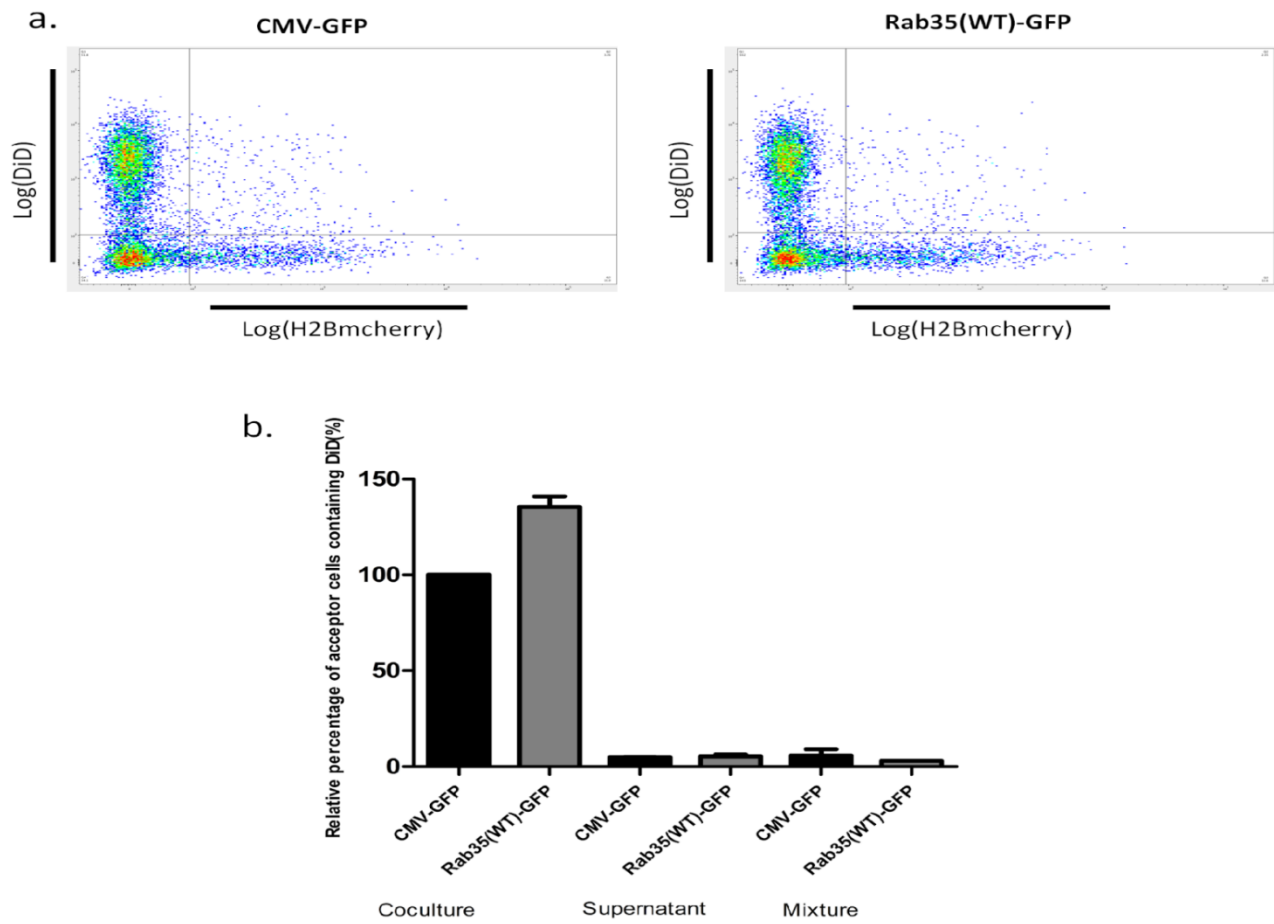 a.
CMV-GFP
Rab35(WT)-GFP
Log(DiD)
Log(H2Bmcherry)
Log(DiD)
Log(H2Bmcherry)
b.
Relative percentage of acceptor cells containing DiD(%)
150
100
50
0
CMV-GFP
Rab35(WT)-GFP
CMV-GFP
Rab35(WT)-GFP
CMV-GFP
Rab35(WT)-GFP
Coculture
Supernatant
Mixture